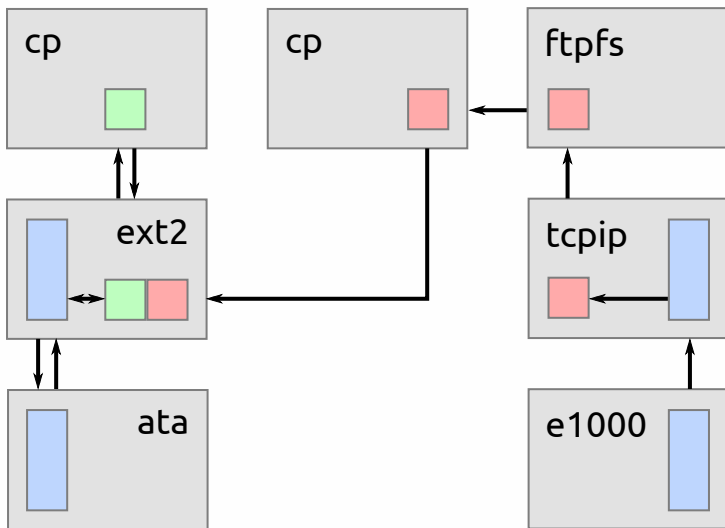 cp
cp
ftpfs
ext2
tcpip
ata
e1000